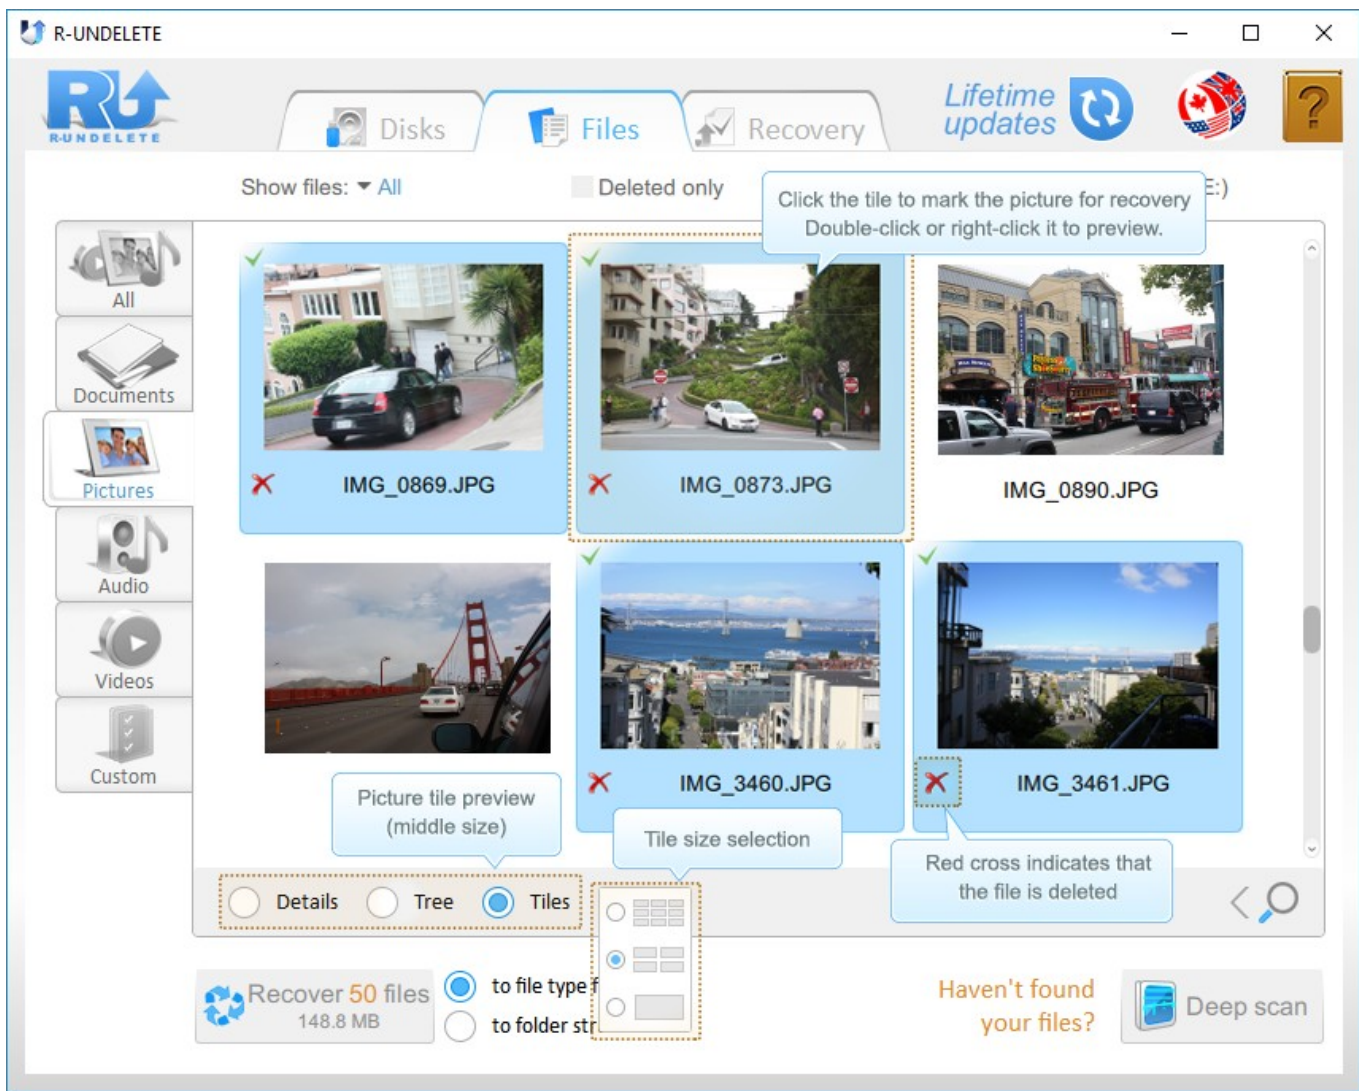 R-UNDELETE
R-UNDELETE
Disks
Files
Recovery
Lifetime
updates
?
Show files: All
Deleted only
E:)
Click the tile to mark the picture for recovery
Double-click or right-click it to preview.
All
Documents
Pictures
Audio
Videos
Custom
IMG_0869.JPG
IMG_0873.JPG
IMG_0890.JPG
IMG_3460.JPG
IMG_3461.JPG
Picture tile preview
(middle size)
Tile size selection
Red cross indicates that
the file is deleted
Details
Tree
Tiles
Recover 50 files
148.8 MB
to file type f
to folder str
Haven't found
your files?
Deep scan